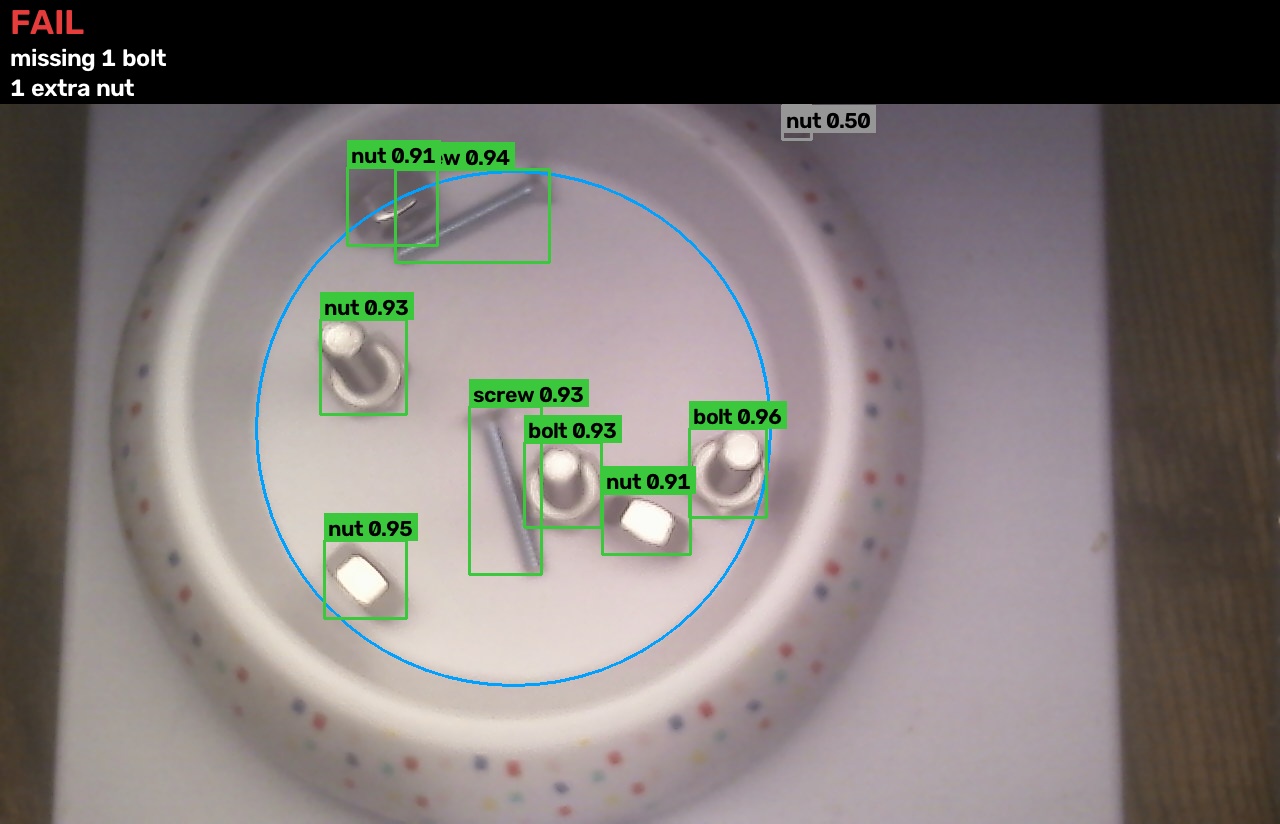 FAIL
missing 1 bolt
1 extra nut
nut 0.50
nut 0.91
ew 0.94
nut 0.93
screw 0.93
bolt 0.96
bolt 0.93
nut 0.91
nut 0.95